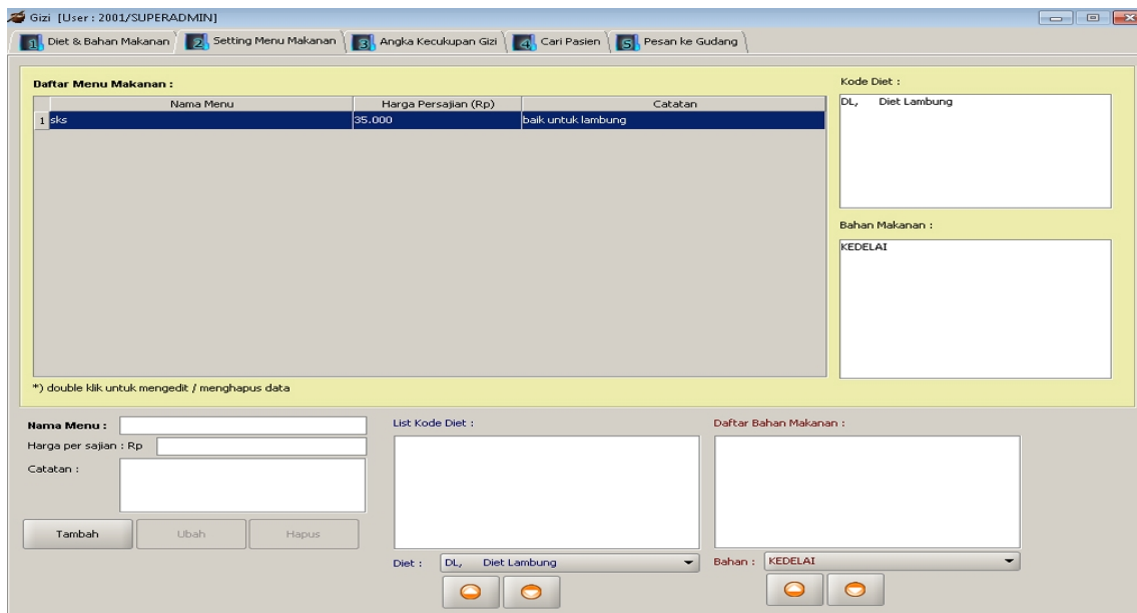 Gizi [User : 2001/SUPERADMIN]
1 Diet & Bahan Makanan 2 Setting Menu Makanan 3 Angka Kecukupan Gizi 4 Cari Pasien 5 Pesan ke Gudang
Daftar Menu Makanan :
Nama Menu Harga Persajian (Rp) Catatan
1 sks 35.000 baik untuk lambung
*) double klik untuk mengedit / menghapus data
Kode Diet :
DL, Diet Lambung
Bahan Makanan :
KEDELAI
Nama Menu :
Harga per sajian : Rp
Catatan :
Tambah Ubah Hapus
List Kode Diet :
Diet : DL, Diet Lambung
Daftar Bahan Makanan :
Bahan : KEDELAI